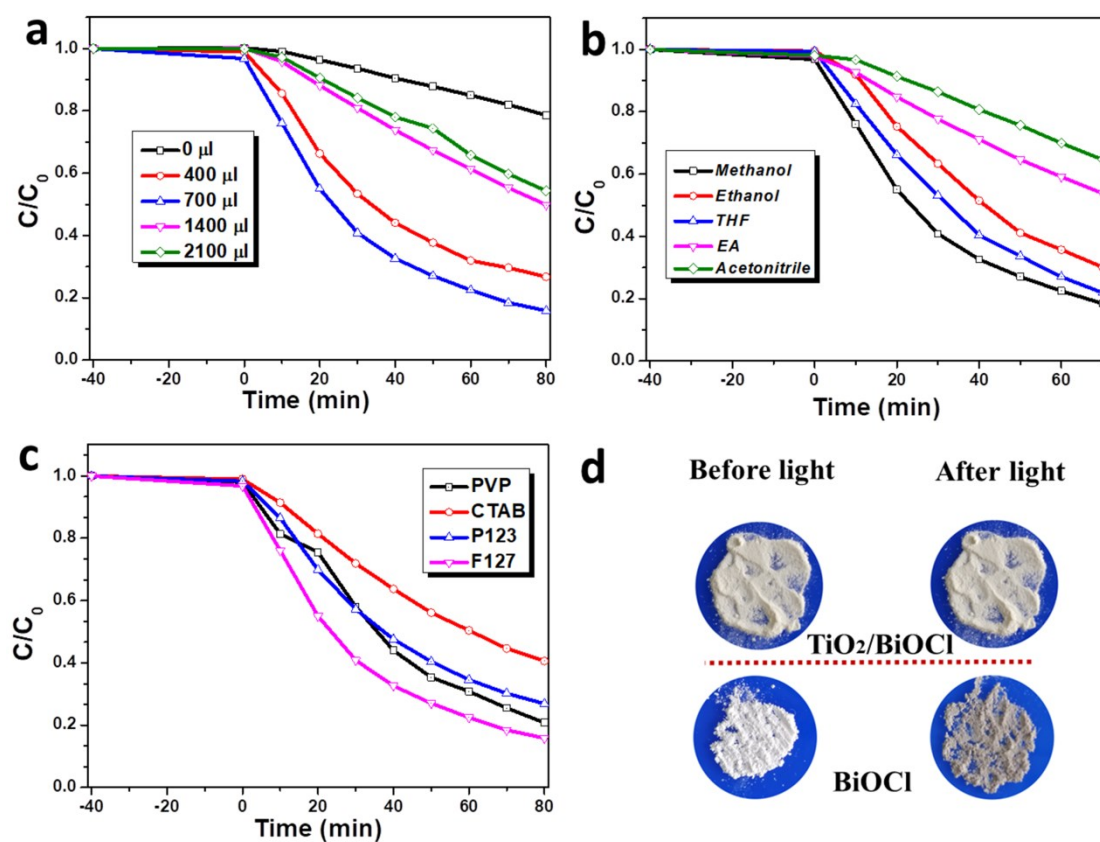 a
1.0
0.8
0.6
0.4
0.2
0.0
C/C0
0 μl
400 μl
700 μl
1400 μl
2100 μl
-40 -20 0 20 40 60 80
Time (min)
b
1.0
0.8
0.6
0.4
0.2
0.0
C/C0
Methanol
Ethanol
THF
EA
Acetonitrile
-40 -20 0 20 40 60
Time (min)
c
1.0
0.8
0.6
0.4
0.2
0.0
C/C0
PVP
CTAB
P123
F127
-40 -20 0 20 40 60 80
Time (min)
d
Before light After light
TiO2/BiOCl
BiOCl